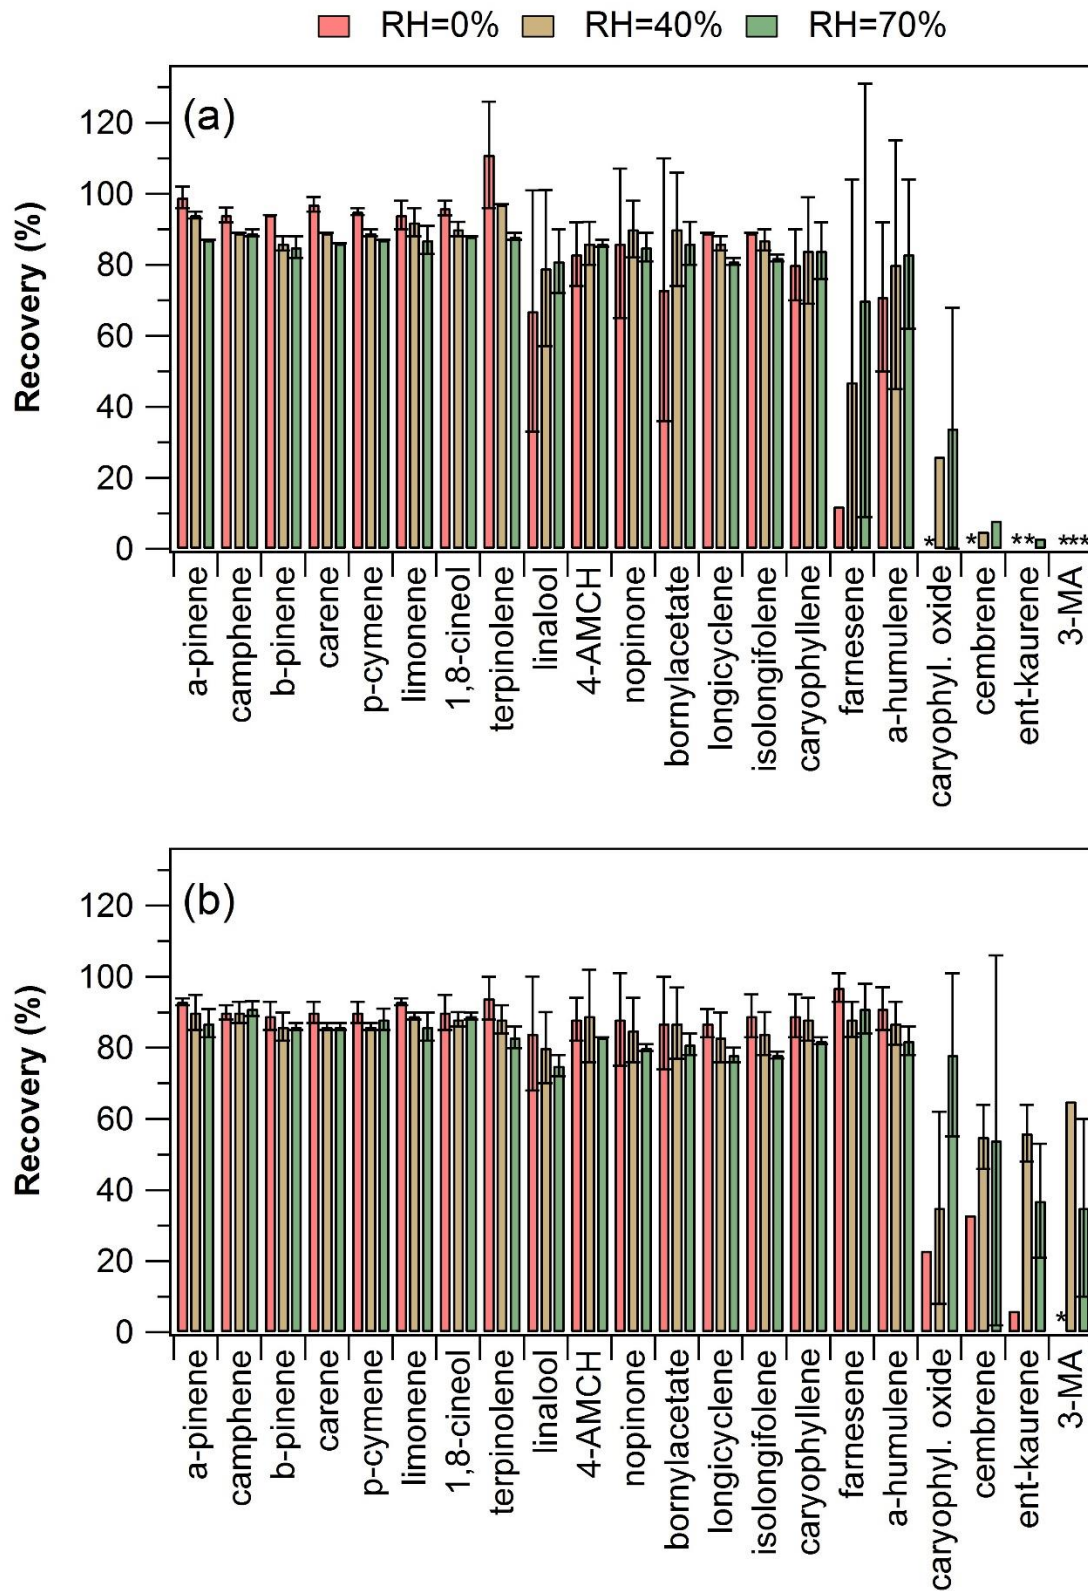 RH=0% RH=40% RH=70%
(a)
Recovery (%)
120
100
80
60
40
20
0
* * ** ***
a-pinene
camphene
b-pinene
carene
p-cymene
limonene
1,8-cineol
terpinolene
linalool
4-AMCH
nopinone
bornylacetate
longicyclene
isolongifolene
caryophyllene
farnesene
a-humulene
caryophyl. oxide
cembrene
ent-kaurene
3-MA
(b)
Recovery (%)
120
100
80
60
40
20
0
*
a-pinene
camphene
b-pinene
carene
p-cymene
limonene
1,8-cineol
terpinolene
linalool
4-AMCH
nopinone
bornylacetate
longicyclene
isolongifolene
caryophyllene
farnesene
a-humulene
caryophyl. oxide
cembrene
ent-kaurene
3-MA